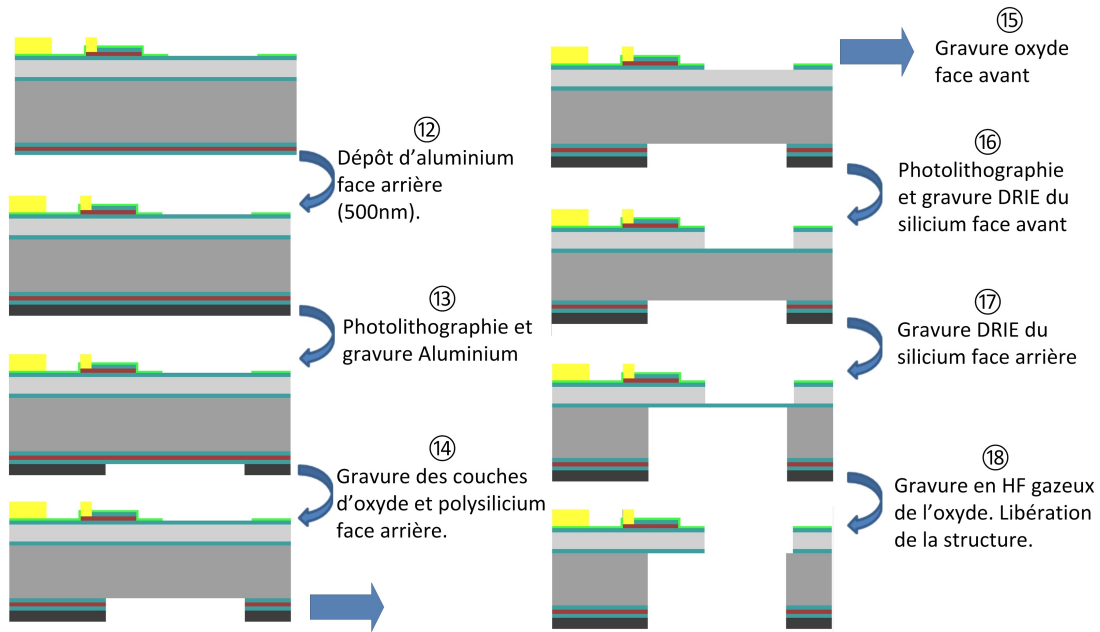 ⑫
Dépôt d’aluminium
face arrière
(500nm).
⑬
Photolithographie et
gravure Aluminium
⑭
Gravure des couches
d’oxyde et polysilicium
face arrière.
⑮
Gravure oxyde
face avant
⑯
Photolithographie
et gravure DRIE du
silicium face avant
⑰
Gravure DRIE du
silicium face arrière
⑱
Gravure en HF gazeux
de l’oxyde. Libération
de la structure.